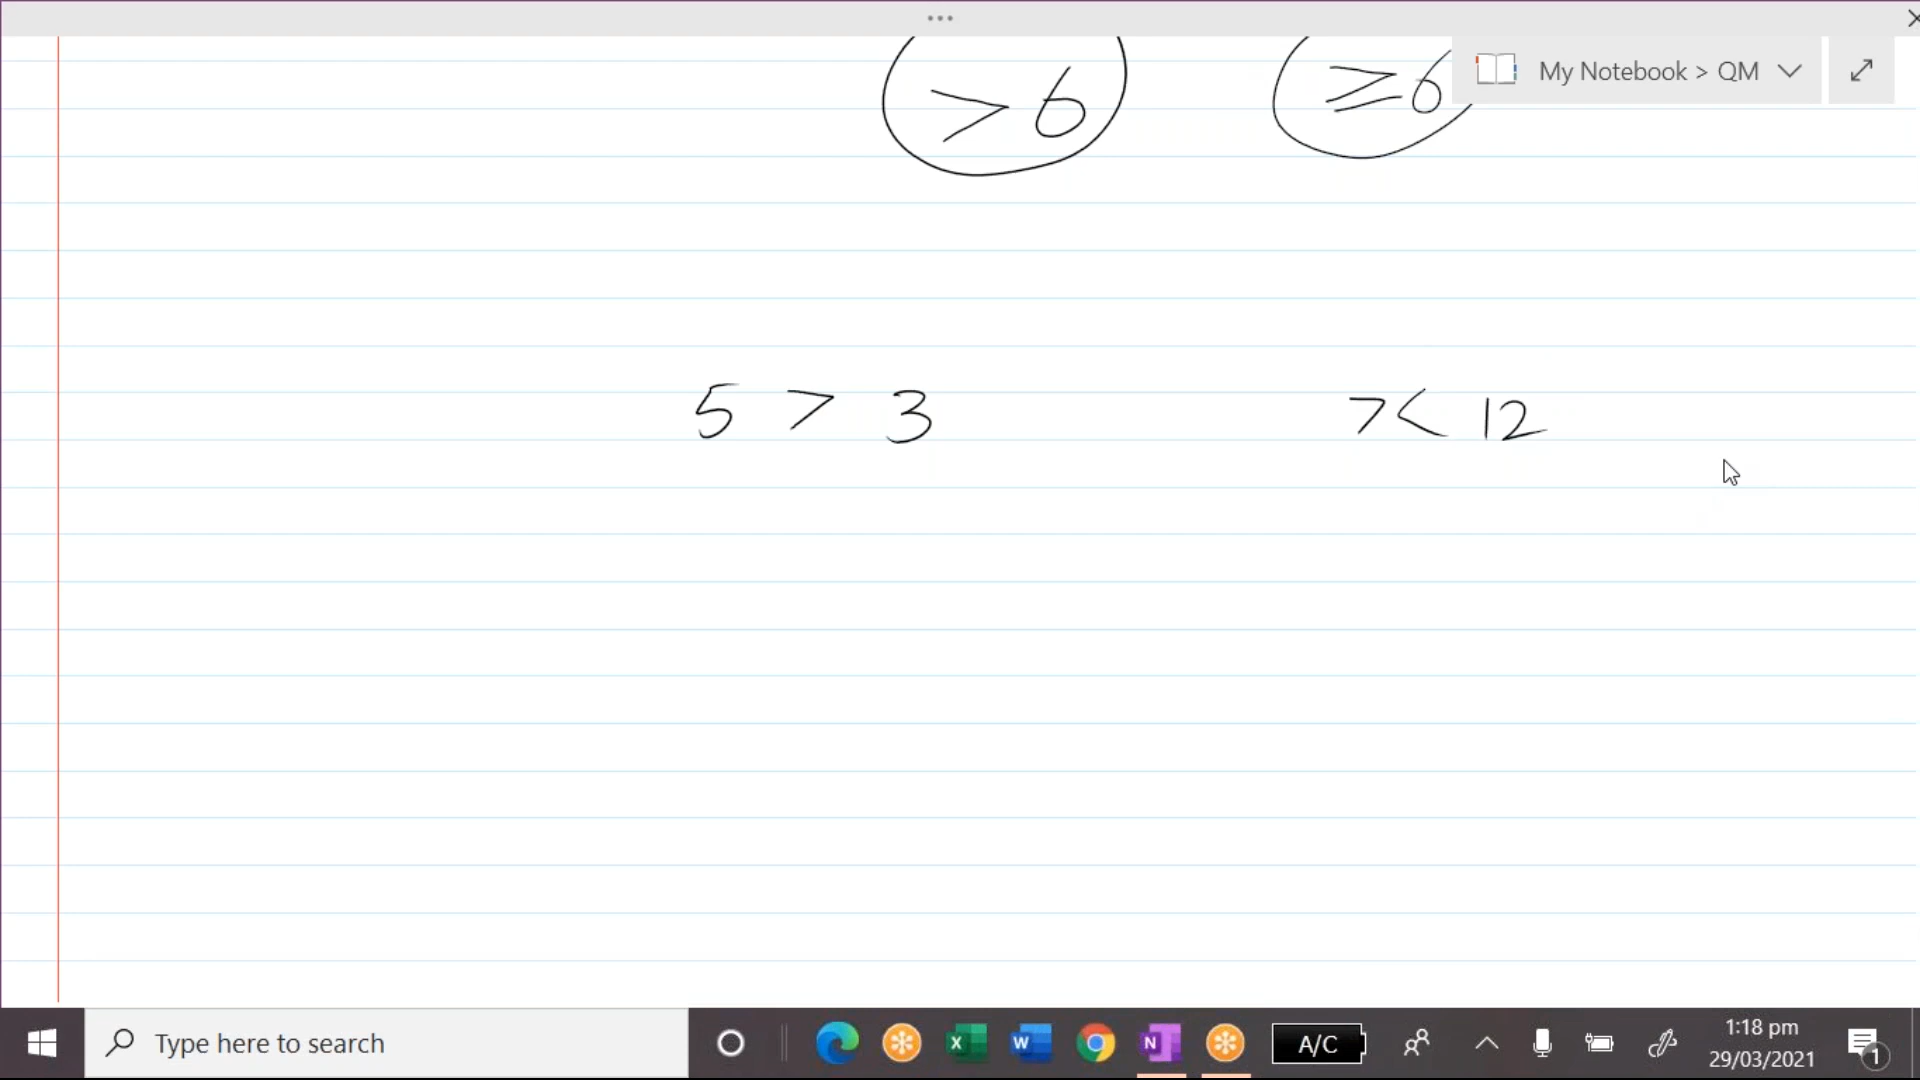 > 6 ≥ 6 My Notebook > QM
5 > 3 7 < 12
Type here to search A/C 1:18 pm
29/03/2021 1